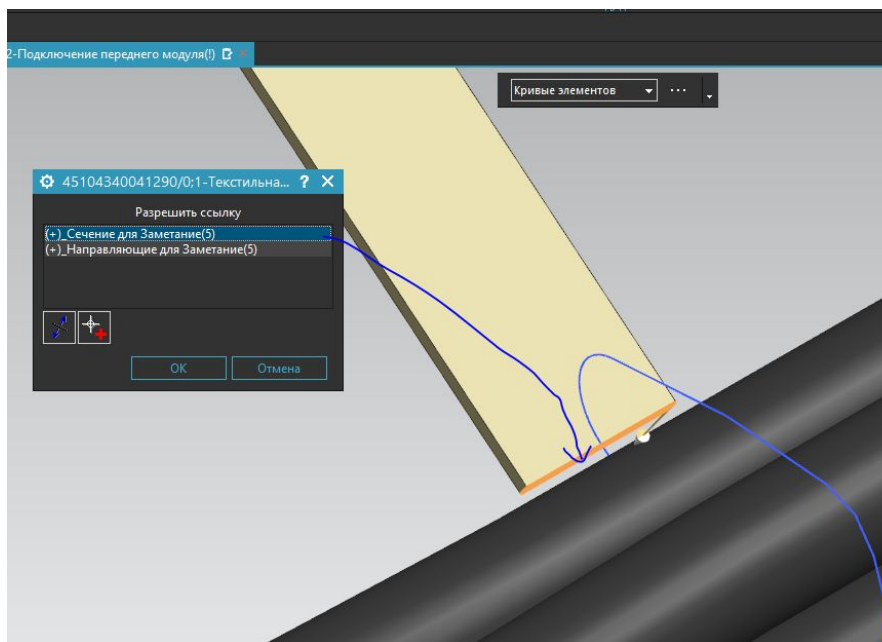 2-Подключение переднего модуля(!)
Кривые элементов
45104340041290/0;1-Текстильна... ?
Разрешить ссылку
(+)_Сечение для Заметание(5)
(+)_Направляющие для Заметание(5)
ОК
Отмена